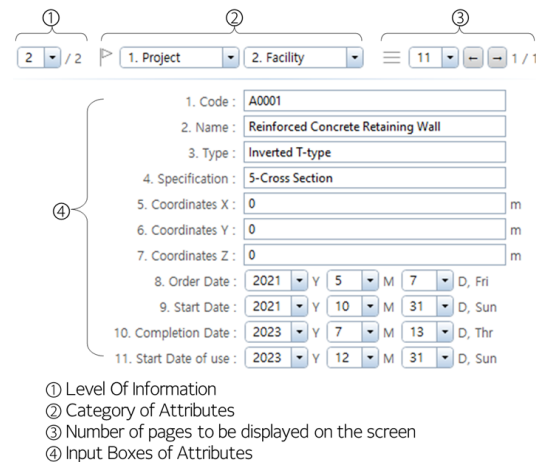 ① ② ③
2 / 2 1. Project 2. Facility 11 ← → 1 / 1
1. Code : A0001
2. Name : Reinforced Concrete Retaining Wall
3. Type : Inverted T-type
4. Specification : 5-Cross Section
5. Coordinates X : 0 m
④ 6. Coordinates Y : 0 m
7. Coordinates Z : 0 m
8. Order Date : 2021 Y 5 M 7 D, Fri
9. Start Date : 2021 Y 10 M 31 D, Sun
10. Completion Date : 2023 Y 7 M 13 D, Thr
11. Start Date of use : 2023 Y 12 M 31 D, Sun
① Level Of Information
② Category of Attributes
③ Number of pages to be displayed on the screen
④ Input Boxes of Attributes